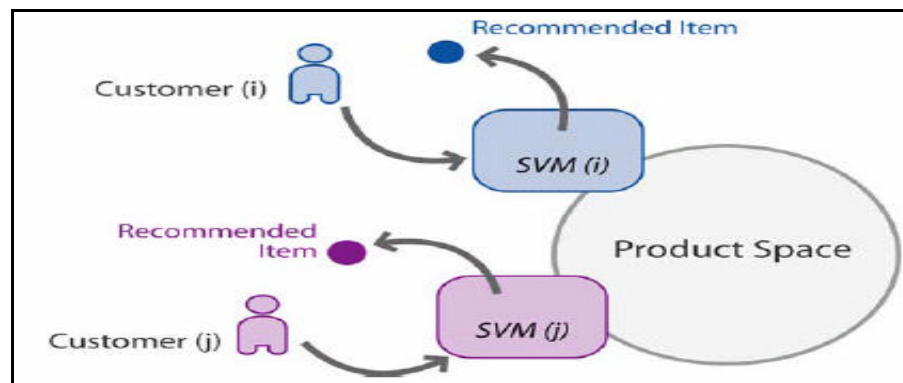 Recommended Item
Customer (i)
SVM (i)
Recommended
Item
Product Space
SVM (j)
Customer (j)